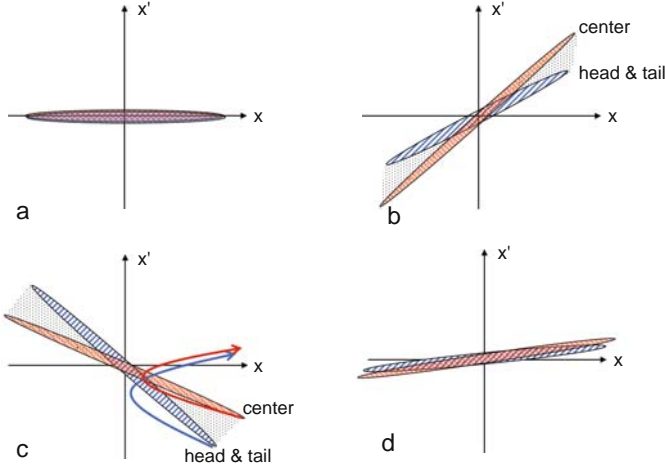 x'
x
a
x'
center
head & tail
x
b
x'
x
center
head & tail
c
x'
x
d